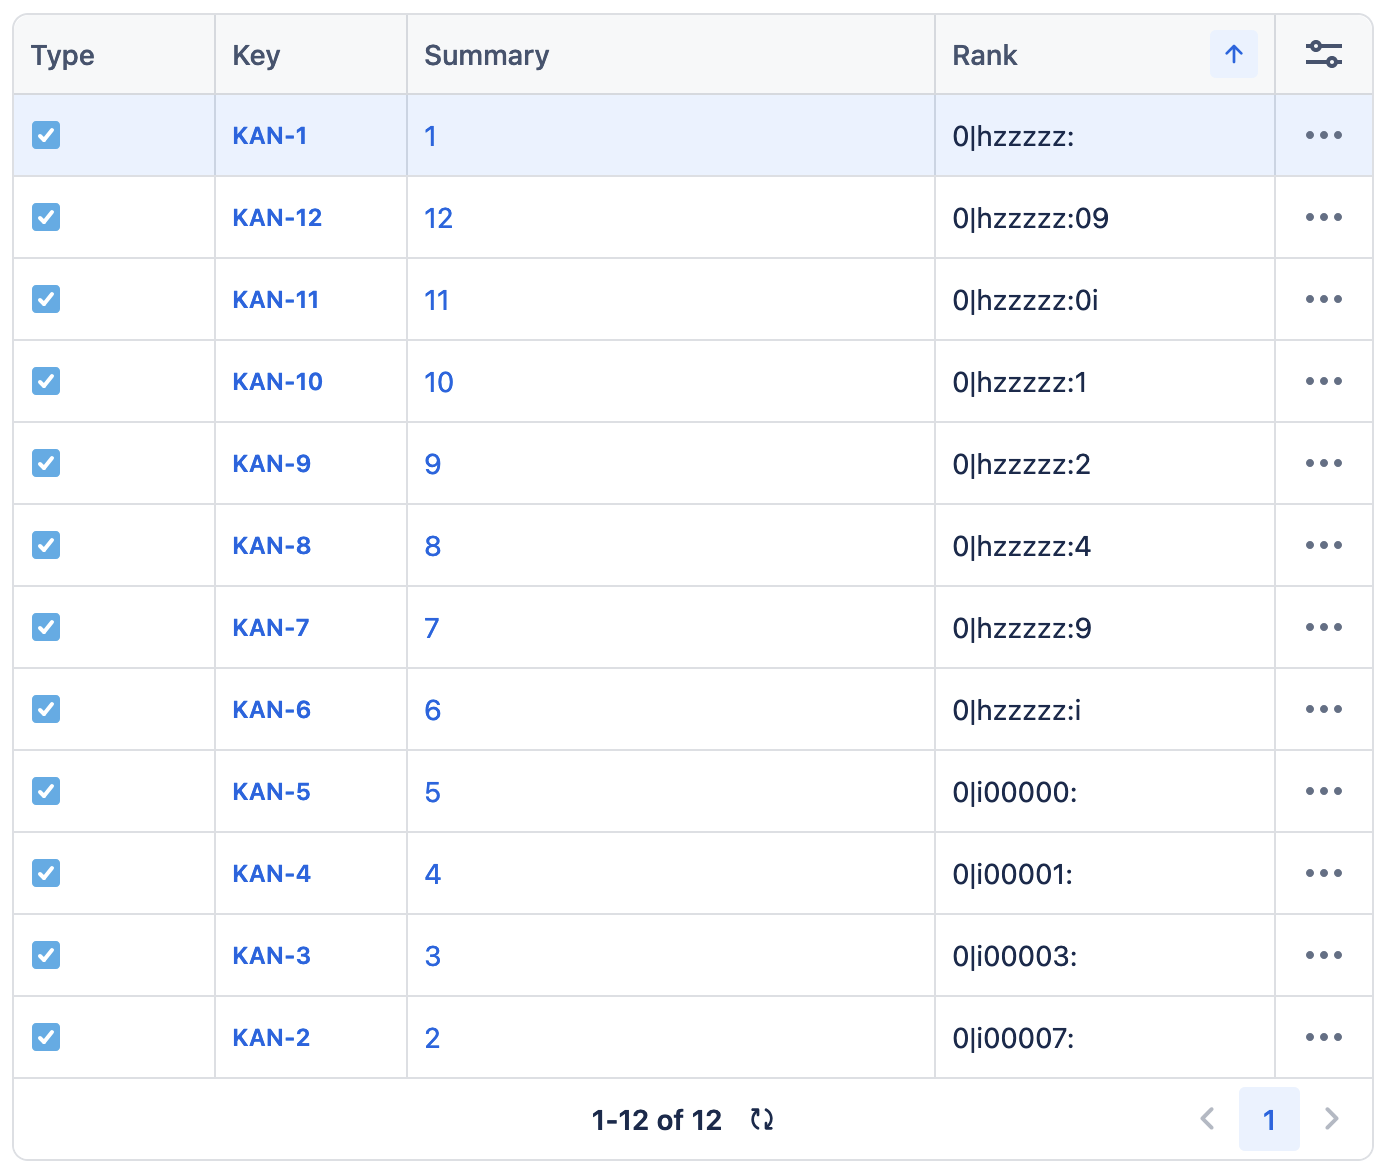 Type Key Summary Rank
KAN-1 1 0|hzzzzz:
KAN-12 12 0|hzzzzz:09
KAN-11 11 0|hzzzzz:0i
KAN-10 10 0|hzzzzz:1
KAN-9 9 0|hzzzzz:2
KAN-8 8 0|hzzzzz:4
KAN-7 7 0|hzzzzz:9
KAN-6 6 0|hzzzzz:i
KAN-5 5 0|i00000:
KAN-4 4 0|i00001:
KAN-3 3 0|i00003:
KAN-2 2 0|i00007:
1-12 of 12 1